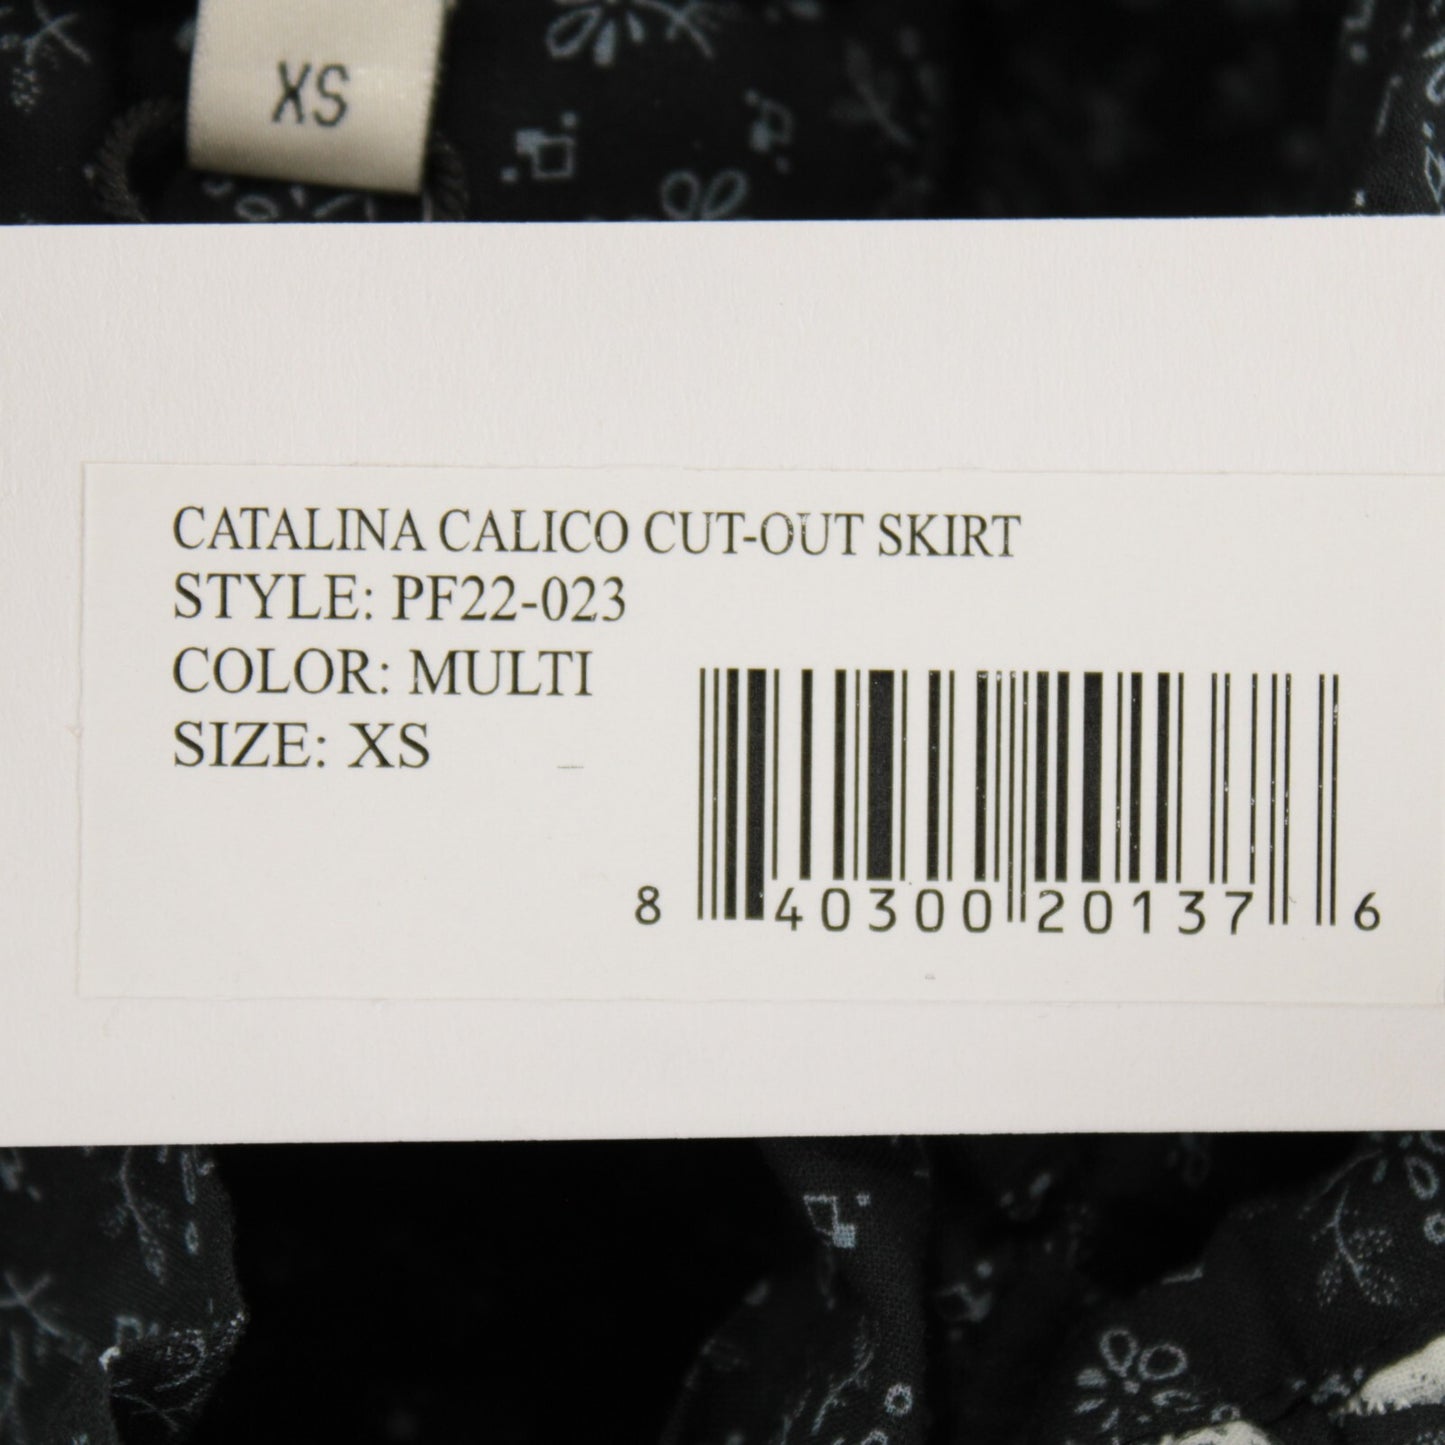 XS
CATALINA CALICO CUT-OUT SKIRT
STYLE: PF22-023
COLOR: MULTI
SIZE: XS
8 40300 20137 6